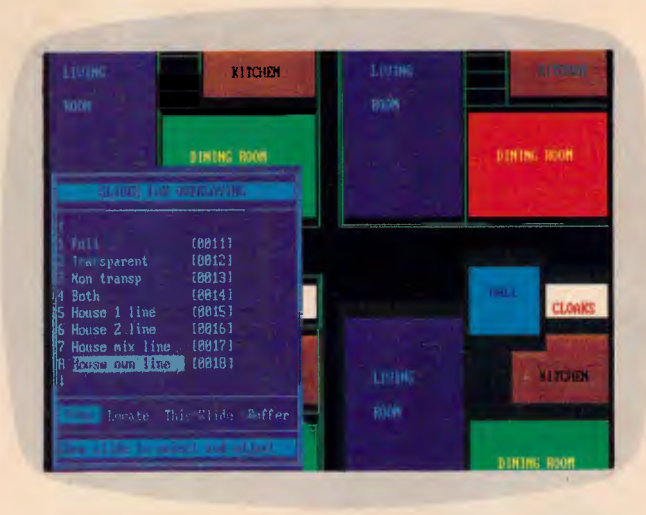 LIVING
ROOM
KITCHEN
DINING ROOM
LIVING
ROOM
KITCHEN
DINING ROOM
1 Full [0011]
2 Transparent [0012]
7 Non transp [0013]
4 Both [0014]
5 House 1 line [0015]
6 House 2 line [0016]
7 House mix line [0017]
8 House own line [0018]
Locate This Slide Buffer
HALL
CLOAKS
LIVING
ROOM
KITCHEN
DINING ROOM